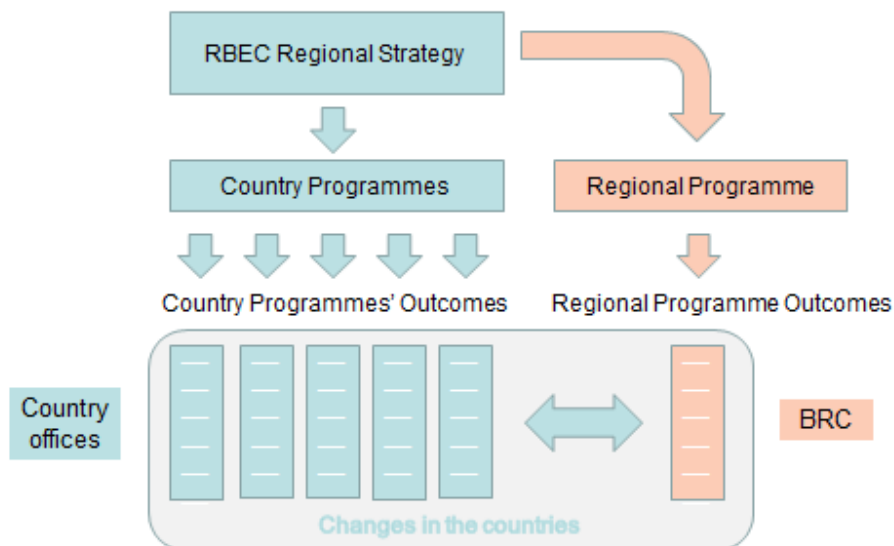 RBEC Regional Strategy
Country Programmes
Regional Programme
Country Programmes' Outcomes
Regional Programme Outcomes
Country
offices
BRC
Changes in the countries